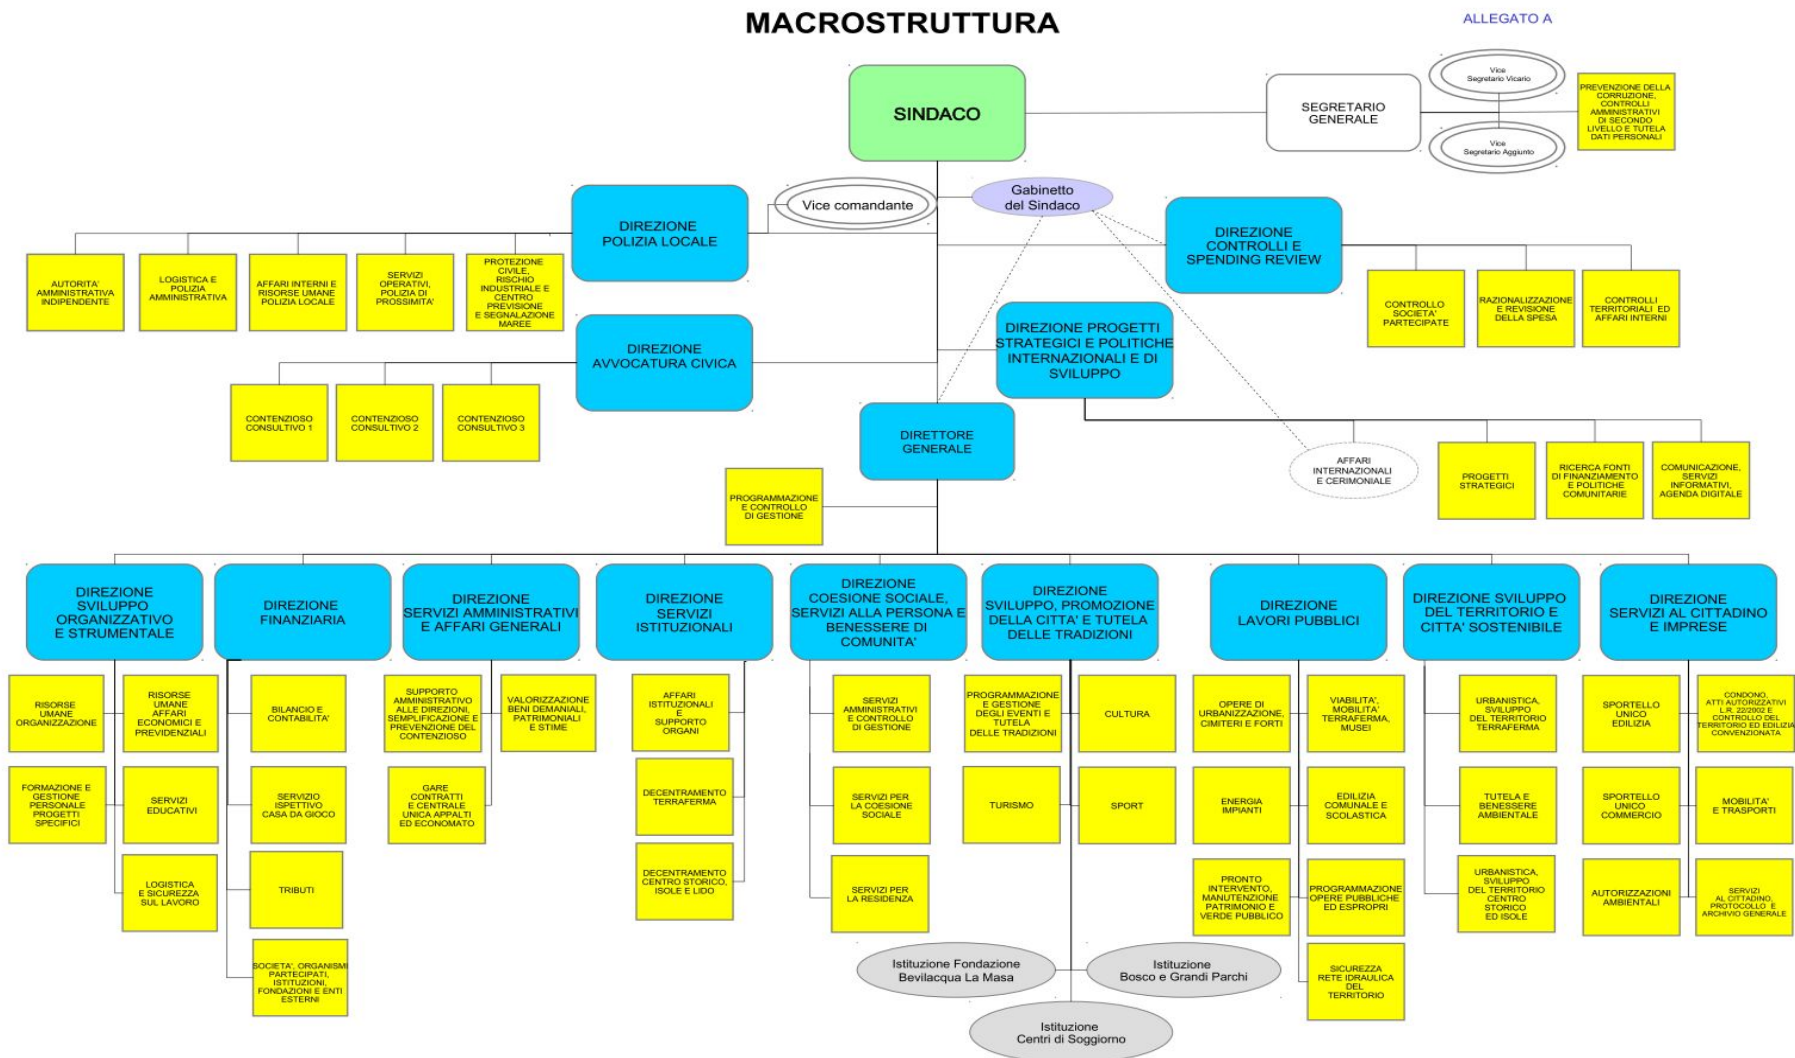 MACROSTRUTTURA
ALLEGATO A
SINDACO
SEGRETARIO
GENERALE
Vice
Segretario Vicario
Vice
Segretario Aggiunto
PREVENZIONE DELLA
CORRUZIONE,
CONTROLLI
AMMINISTRATIVI
DI SECONDO
LIVELLO E TUTELA
DATI PERSONALI
Vice comandante
Gabinetto
del Sindaco
DIREZIONE
POLIZIA LOCALE
DIREZIONE
CONTROLLI E
SPENDING REVIEW
AUTORITA'
AMMINISTRATIVA
INDIPENDENTE
LOGISTICA E
POLIZIA
AMMINISTRATIVA
AFFARI INTERNI E
RISORSE UMANE
POLIZIA LOCALE
SERVIZI
OPERATIVI,
POLIZIA DI
PROSSIMITA'
PROTEZIONE
CIVILE,
RISCHIO
INDUSTRIALE E
CENTRO
PREVISIONE
E SEGNALAZIONE
MAREE
CONTROLLO
SOCIETA'
PARTECIPATE
RAZIONALIZZAZIONE
E REVISIONE
DELLA SPESA
CONTROLLI
TERRITORIALI ED
AFFARI INTERNI
DIREZIONE
AVVOCATURA CIVICA
DIREZIONE PROGETTI
STRATEGICI E POLITICHE
INTERNAZIONALI E DI
SVILUPPO
CONTENZIOSO
CONSULTIVO 1
CONTENZIOSO
CONSULTIVO 2
CONTENZIOSO
CONSULTIVO 3
DIRETTORE
GENERALE
AFFARI
INTERNAZIONALI
E CERIMONIALE
PROGETTI
STRATEGICI
RICERCA FONTI
DI FINANZIAMENTO
E POLITICHE
COMUNITARIE
COMUNICAZIONE,
SERVIZI
INFORMATIVI,
AGENDA DIGITALE
PROGRAMMAZIONE
E CONTROLLO
DI GESTIONE
DIREZIONE
SVILUPPO
ORGANIZZATIVO
E STRUMENTALE
DIREZIONE
FINANZIARIA
DIREZIONE
SERVIZI AMMINISTRATIVI
E AFFARI GENERALI
DIREZIONE
SERVIZI
ISTITUZIONALI
DIREZIONE
COESIONE SOCIALE,
SERVIZI ALLA PERSONA E
BENESSERE DI
COMUNITA'
DIREZIONE
SVILUPPO, PROMOZIONE
DELLA CITTA' E TUTELA
DELLE TRADIZIONI
DIREZIONE
LAVORI PUBBLICI
DIREZIONE SVILUPPO
DEL TERRITORIO E
CITTA' SOSTENIBILE
DIREZIONE
SERVIZI AL CITTADINO
E IMPRESE
RISORSE
UMANE
ORGANIZZAZIONE
RISORSE
UMANE
AFFARI
ECONOMICI E
PREVIDENZIALI
BILANCIO E
CONTABILITA'
SUPPORTO
AMMINISTRATIVO
ALLE DIREZIONI,
SEMPLIFICAZIONE E
PREVENZIONE DEL
CONTENZIOSO
VALORIZZAZIONE
BENI DEMANIALI,
PATRIMONIALI
E STIME
AFFARI
ISTITUZIONALI
E
SUPPORTO
ORGANI
SERVIZI
AMMINISTRATIVI
E CONTROLLO
DI GESTIONE
PROGRAMMAZIONE
E GESTIONE
DEGLI EVENTI E
TUTELA
DELLE TRADIZIONI
CULTURA
OPERE DI
URBANIZZAZIONE,
CIMITERI E FORTI
VIABILITA',
MOBILITA'
TERRAFERMA,
MUSEI
URBANISTICA,
SVILUPPO
DEL TERRITORIO
TERRAFERMA
SPORTELLO
UNICO
EDILIZIA
CONDONO,
ATTI AUTORIZZATIVI
L.R. 22/2002 E
CONTROLLO DEL
TERRITORIO ED EDILIZIA
CONVENZIONATA
FORMAZIONE E
GESTIONE
PERSONALE
PROGETTI
SPECIFICI
SERVIZI
EDUCATIVI
SERVIZIO
ISPETTIVO
CASA DA GIOCO
GARE
CONTRATTI
E CENTRALE
UNICA APPALTI
ED ECONOMATO
DECENTRAMENTO
TERRAFERMA
SERVIZI PER
LA COESIONE
SOCIALE
TURISMO
SPORT
ENERGIA
IMPIANTI
EDILIZIA
COMUNALE E
SCOLASTICA
TUTELA E
BENESSERE
AMBIENTALE
SPORTELLO
UNICO
COMMERCIO
MOBILITA'
E TRASPORTI
LOGISTICA
E SICUREZZA
SUL LAVORO
TRIBUTI
DECENTRAMENTO
CENTRO STORICO,
ISOLE E LIDO
SERVIZI PER
LA RESIDENZA
PRONTO
INTERVENTO,
MANUTENZIONE
PATRIMONIO E
VERDE PUBBLICO
PROGRAMMAZIONE
OPERE PUBBLICHE
ED ESPROPRI
URBANISTICA,
SVILUPPO
DEL TERRITORIO
CENTRO
STORICO
ED ISOLE
AUTORIZZAZIONI
AMBIENTALI
SERVIZI
AL CITTADINO,
PROTOCOLLO E
ARCHIVIO GENERALE
SOCIETA', ORGANISMI
PARTECIPATI,
ISTITUZIONI,
FONDAZIONI E ENTI
ESTERNI
Istituzione Fondazione
Bevilacqua La Masa
Istituzione
Bosco e Grandi Parchi
SICUREZZA
RETE IDRAULICA
DEL
TERRITORIO
Istituzione
Centri di Soggiorno